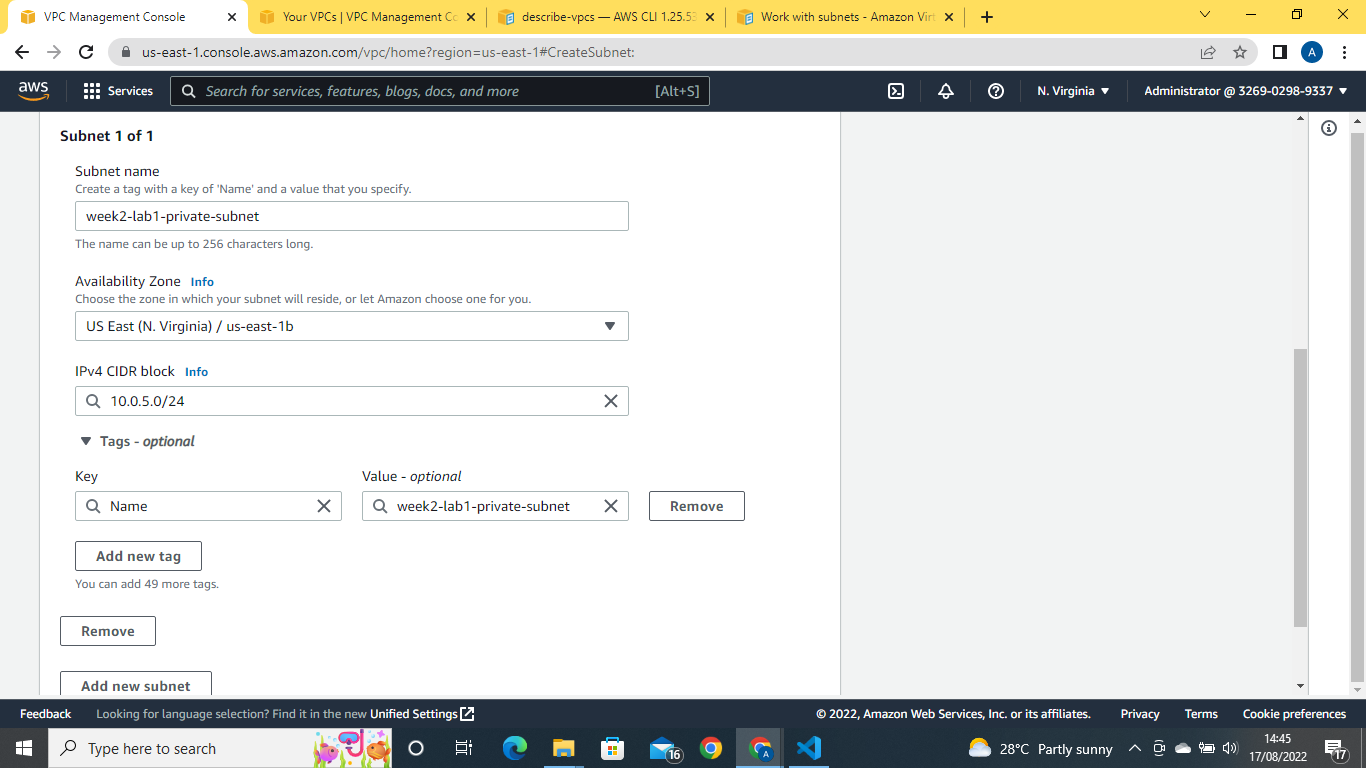 VPC Management Console
Your VPCs | VPC Management Co
describe-vpcs — AWS CLI 1.25.53
Work with subnets - Amazon Virt
us-east-1.console.aws.amazon.com/vpc/home?region=us-east-1#CreateSubnet:
A
aws
Services
Search for services, features, blogs, docs, and more
[Alt+S]
N. Virginia
Administrator @ 3269-0298-9337
Subnet 1 of 1
Subnet name
Create a tag with a key of 'Name' and a value that you specify.
week2-lab1-private-subnet
The name can be up to 256 characters long.
Availability Zone Info
Choose the zone in which your subnet will reside, or let Amazon choose one for you.
US East (N. Virginia) / us-east-1b
IPv4 CIDR block Info
10.0.5.0/24
Tags - optional
Key
Value - optional
Name
week2-lab1-private-subnet
Remove
Add new tag
You can add 49 more tags.
Remove
Add new subnet
Feedback
Looking for language selection? Find it in the new Unified Settings
© 2022, Amazon Web Services, Inc. or its affiliates.
Privacy
Terms
Cookie preferences
Type here to search
16
A
28°C Partly sunny
14:45
17/08/2022
17